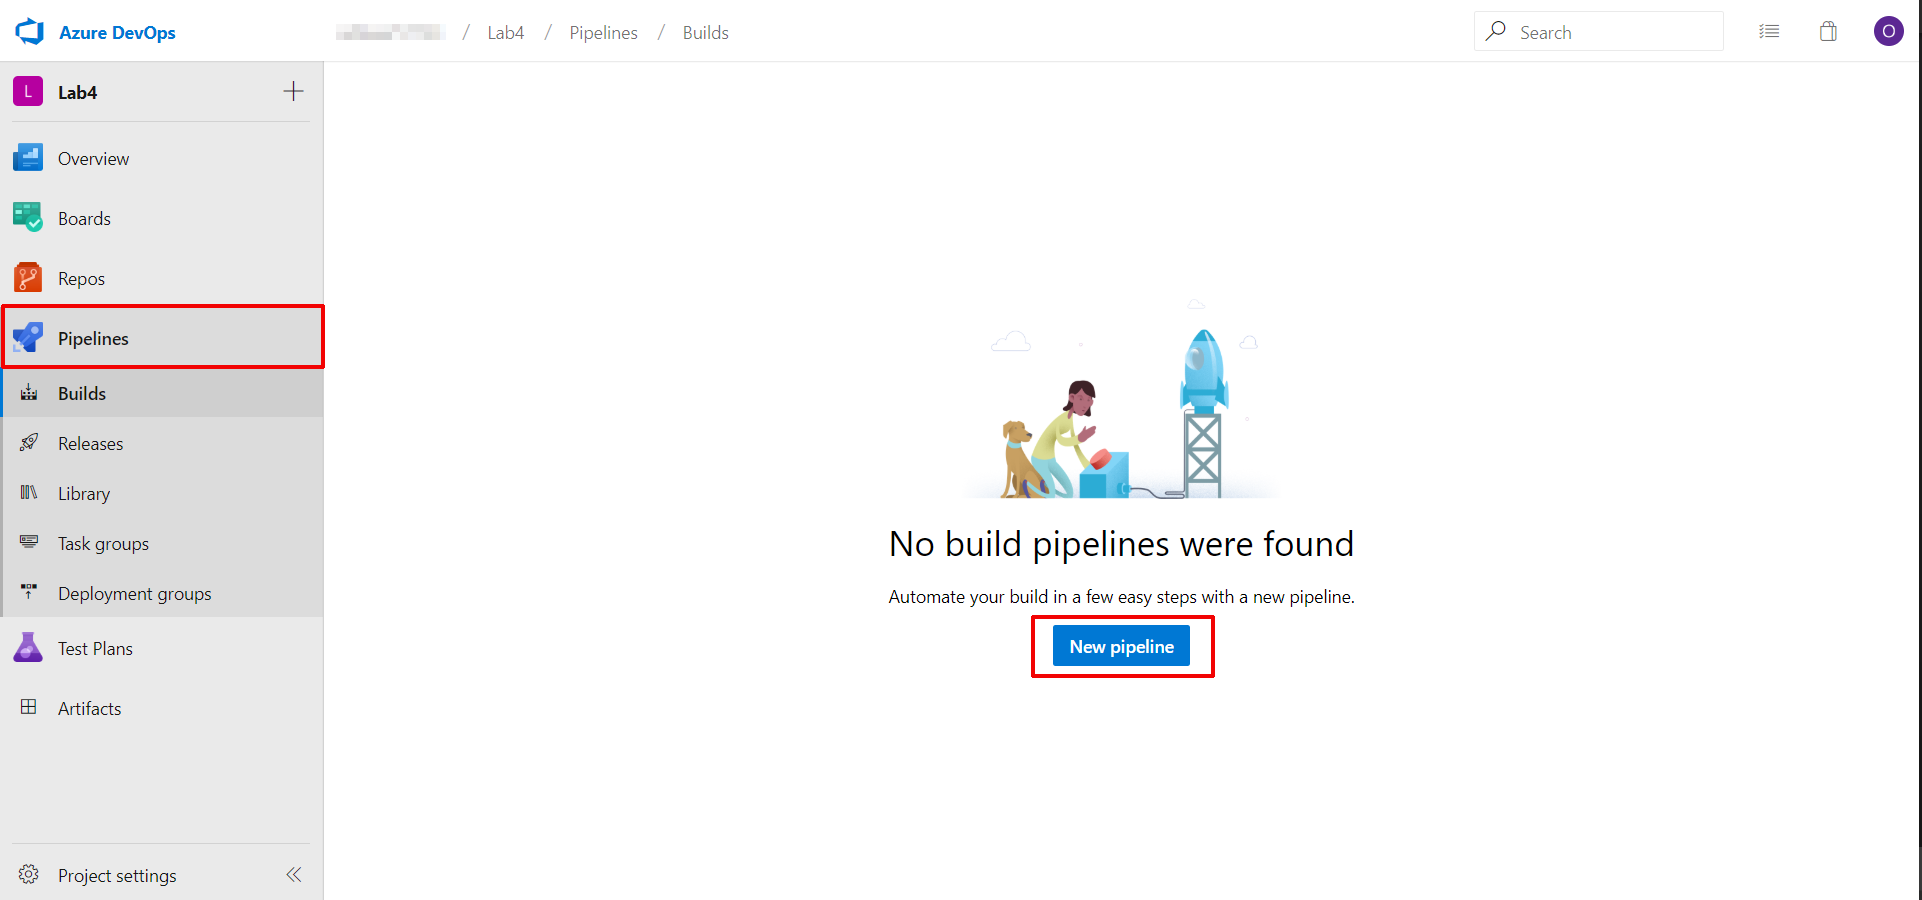 Azure DevOps
/ Lab4 / Pipelines / Builds
Search
O
L Lab4
Overview
Boards
Repos
Pipelines
Builds
Releases
Library
Task groups
Deployment groups
Test Plans
Artifacts
Project settings
No build pipelines were found
Automate your build in a few easy steps with a new pipeline.
New pipeline